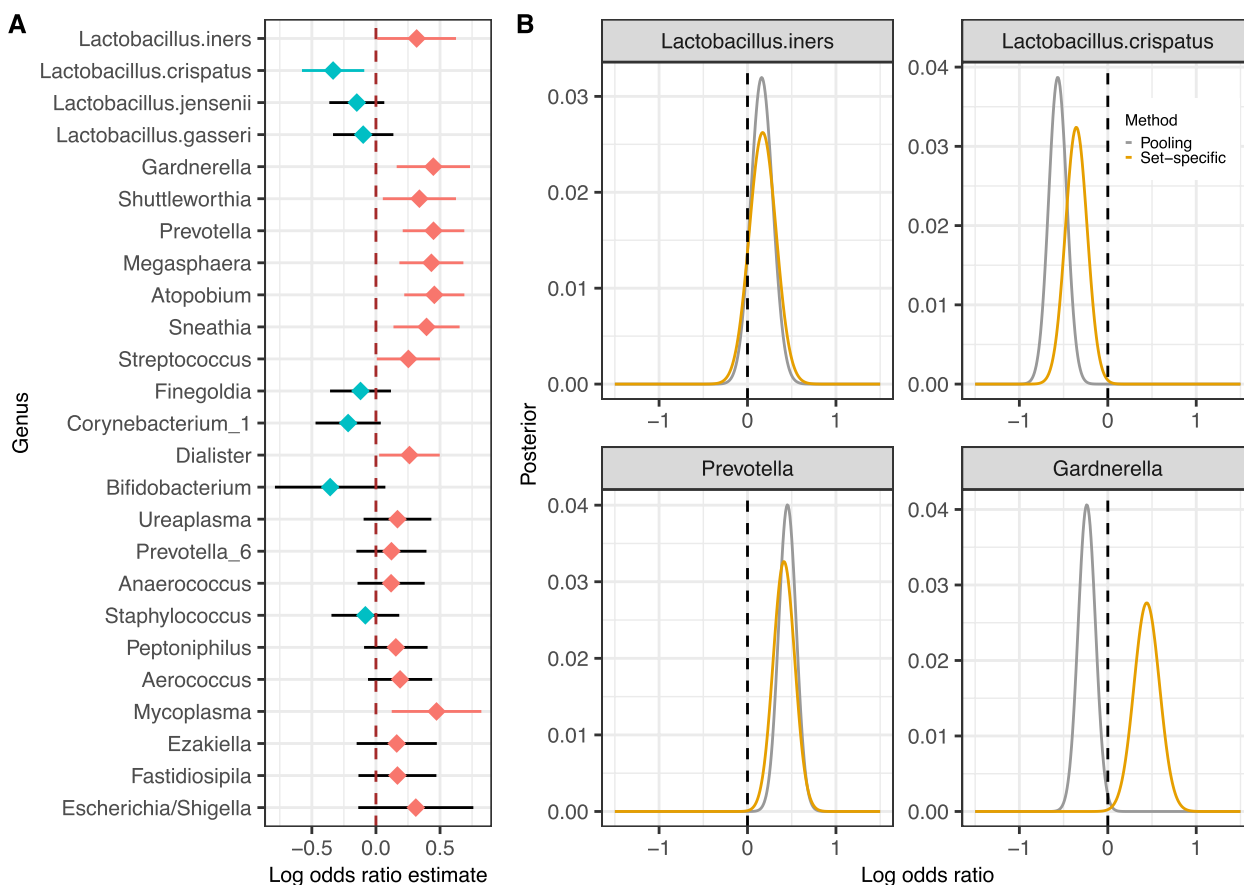 A
Genus
Lactobacillus.iners
Lactobacillus.crispatus
Lactobacillus.jensenii
Lactobacillus.gasseri
Gardnerella
Shuttleworthia
Prevotella
Megasphaera
Atopobium
Sneathia
Streptococcus
Finegoldia
Corynebacterium_1
Dialister
Bifidobacterium
Ureaplasma
Prevotella_6
Anaerococcus
Staphylococcus
Peptoniphilus
Aerococcus
Mycoplasma
Ezakiella
Fastidiosipila
Escherichia/Shigella
−0.5 0.0 0.5
Log odds ratio estimate
B
Posterior
Lactobacillus.iners
0.03
0.02
0.01
0.00
−1 0 1
Lactobacillus.crispatus
0.04
0.03
0.02
0.01
0.00
−1 0 1
Method
Pooling
Set−specific
Prevotella
0.04
0.03
0.02
0.01
0.00
−1 0 1
Gardnerella
0.04
0.03
0.02
0.01
0.00
−1 0 1
Log odds ratio